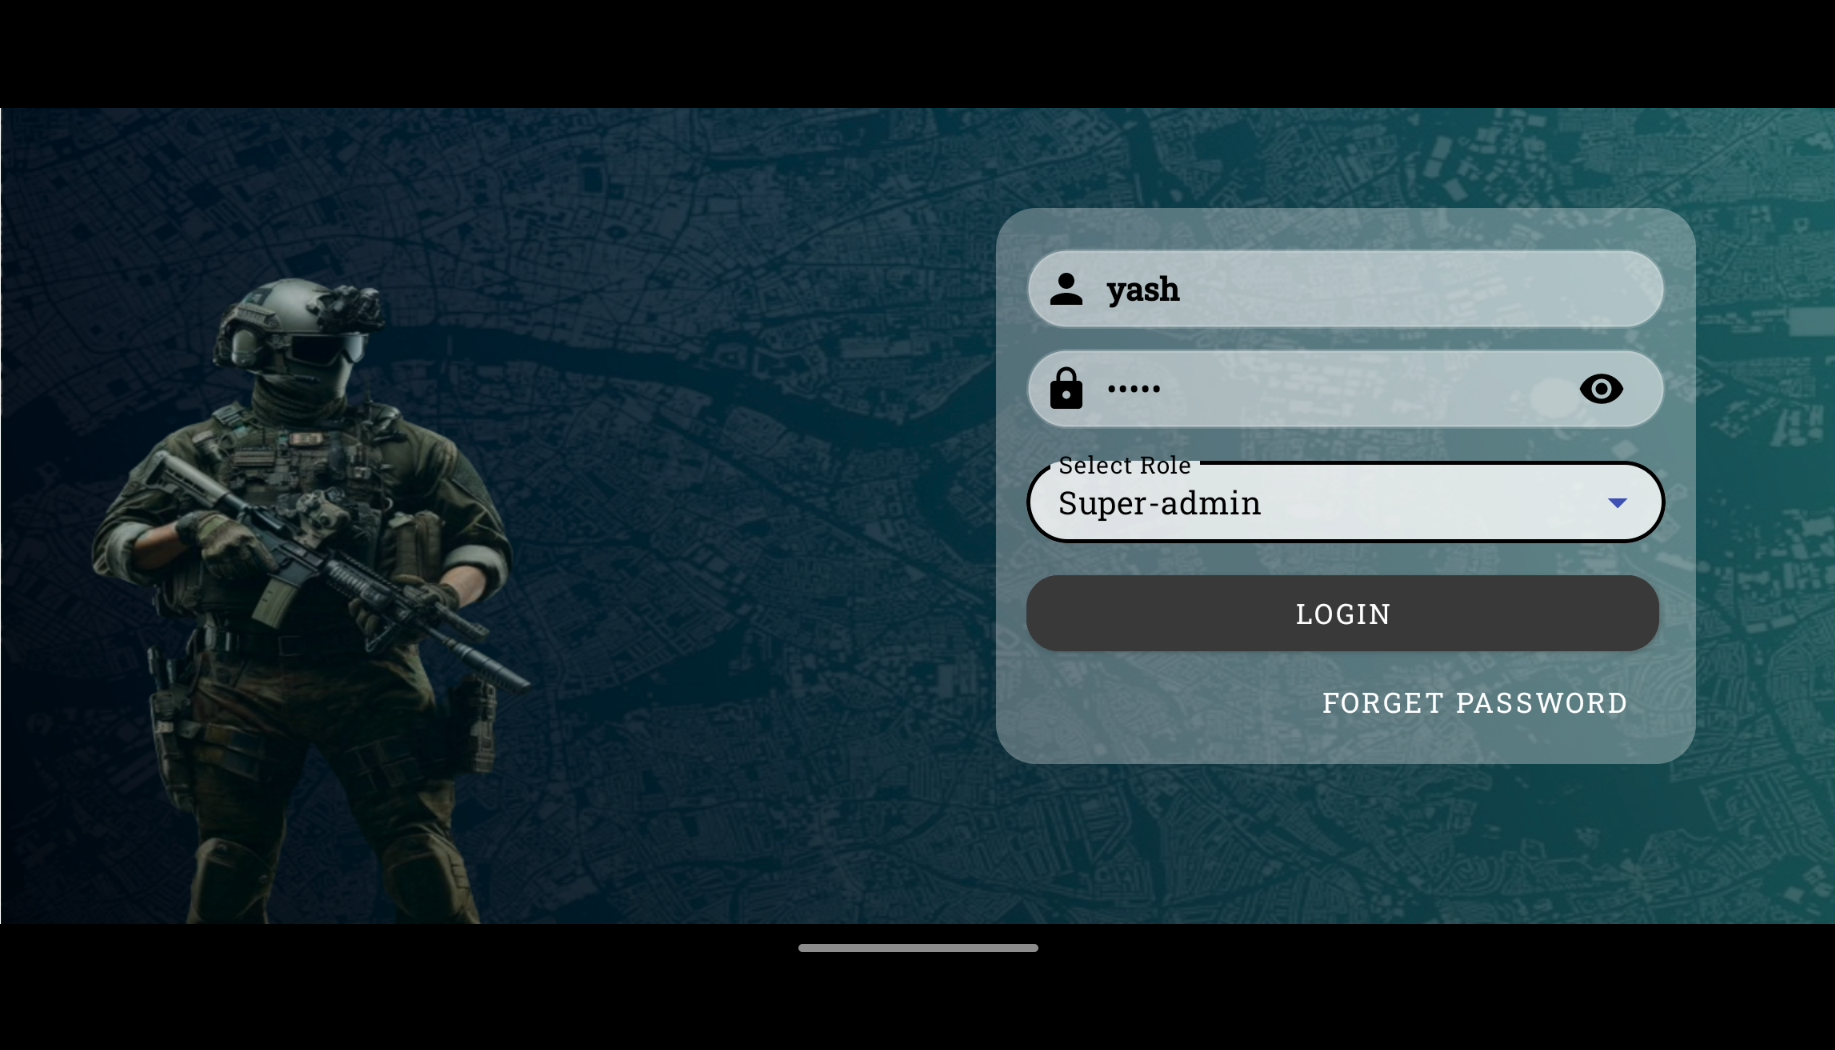 yash
•••••
Select Role
Super-admin
LOGIN
FORGET PASSWORD